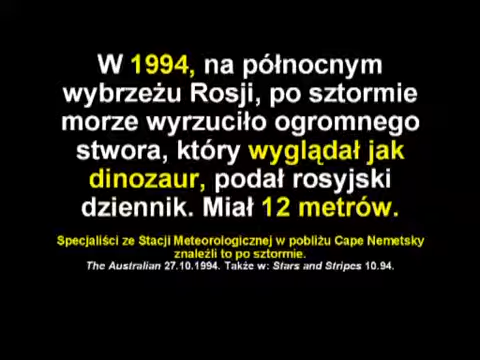 W 1994, na północnym
wybrzeżu Rosji, po sztormie
morze wyrzuciło ogromnego
stwora, który wyglądał jak
dinozaur, podał rosyjski
dziennik. Miał 12 metrów.
Specjaliści ze Stacji Meteorologicznej w pobliżu Cape Nemetsky
znaleźli to po sztormie.
The Australian 27.10.1994. Także w: Stars and Stripes 10.94.